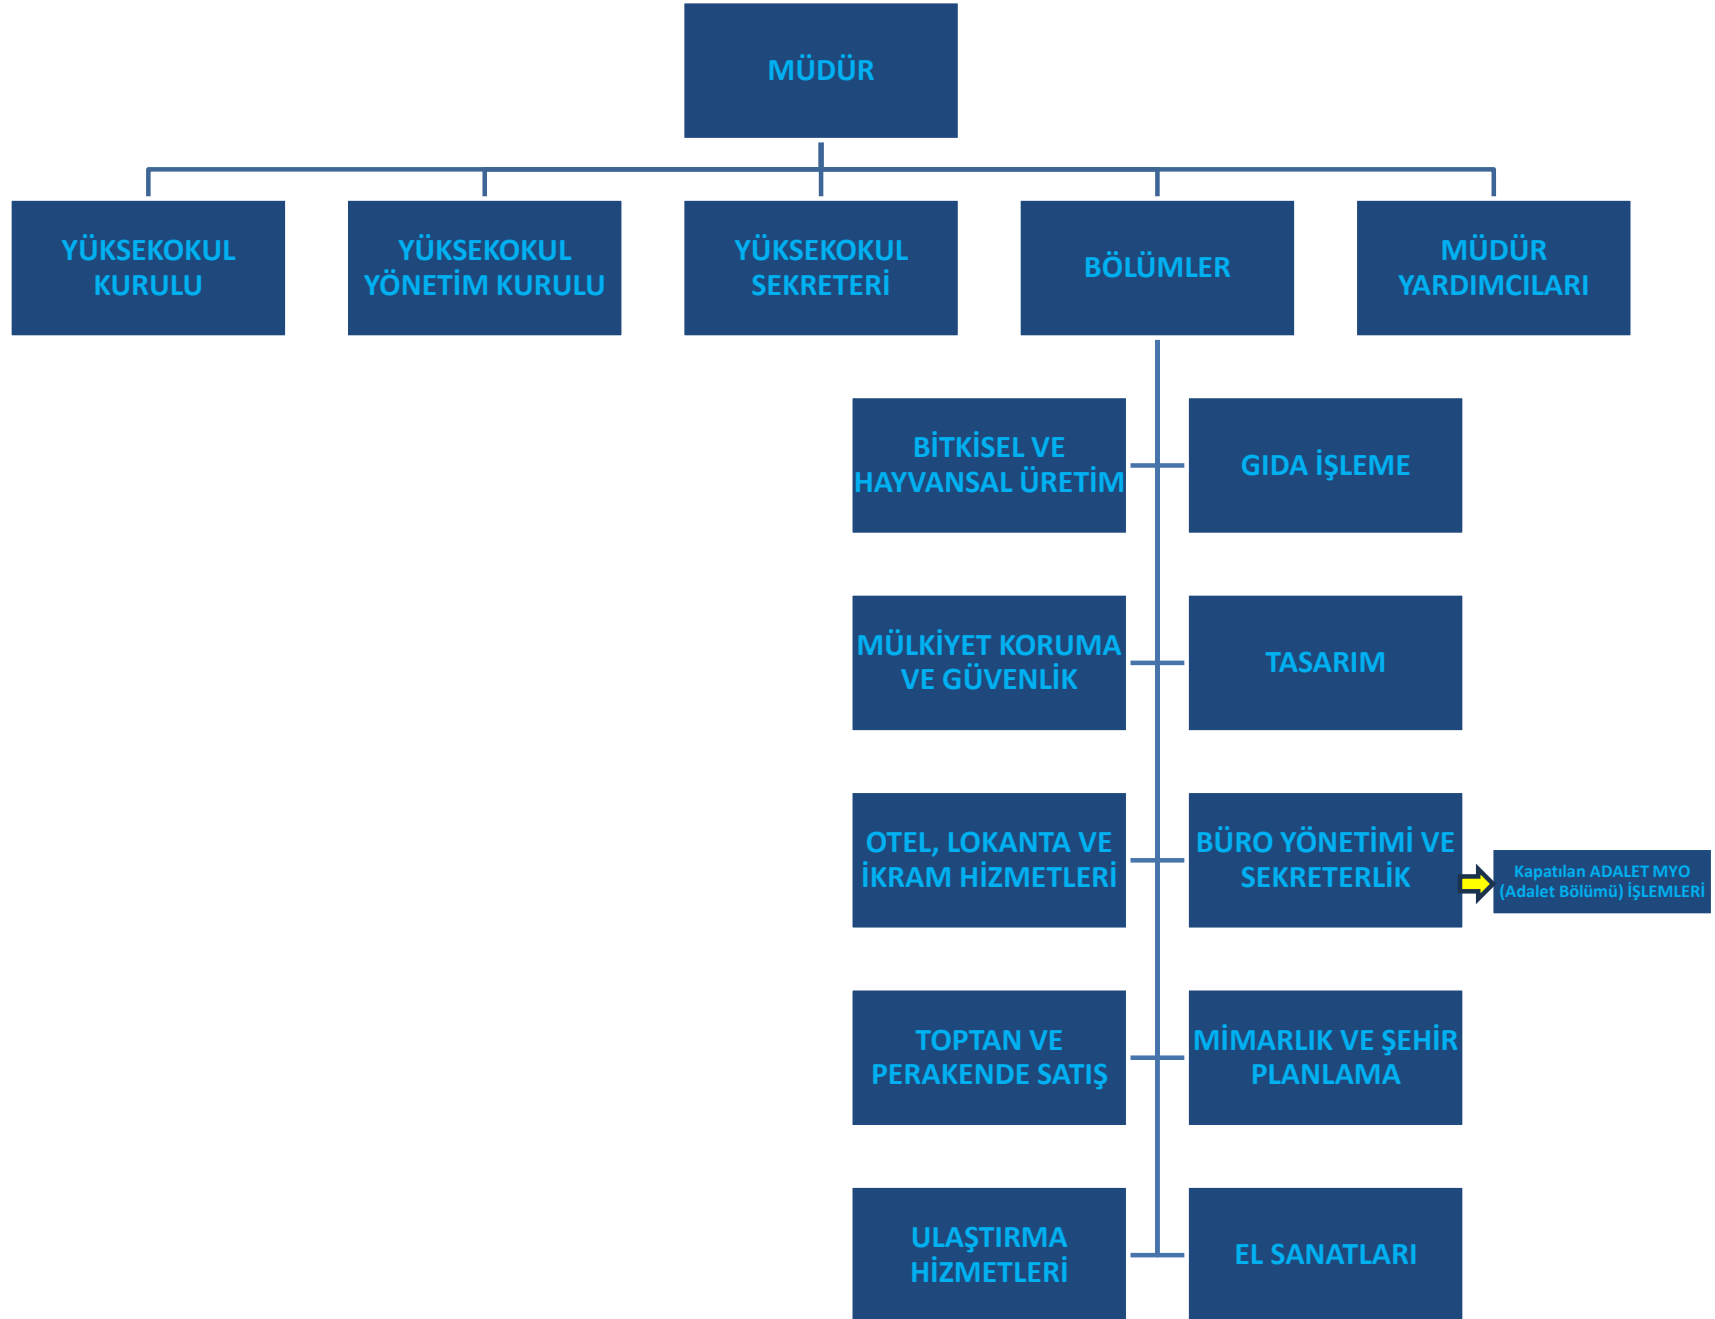 MÜDÜR
YÜKSEKOKUL
KURULU
YÜKSEKOKUL
YÖNETİM KURULU
YÜKSEKOKUL
SEKRETERİ
BÖLÜMLER
MÜDÜR
YARDIMCILARI
BİTKİSEL VE
HAYVANSAL ÜRETİM
GIDA İŞLEME
MÜLKİYET KORUMA
VE GÜVENLİK
TASARIM
OTEL, LOKANTA VE
İKRAM HİZMETLERİ
BÜRO YÖNETİMİ VE
SEKRETERLİK
Kapatılan ADALET MYO
(Adalet Bölümü) İŞLEMLERİ
TOPTAN VE
PERAKENDE SATIŞ
MİMARLIK VE ŞEHİR
PLANLAMA
ULAŞTIRMA
HİZMETLERİ
EL SANATLARI